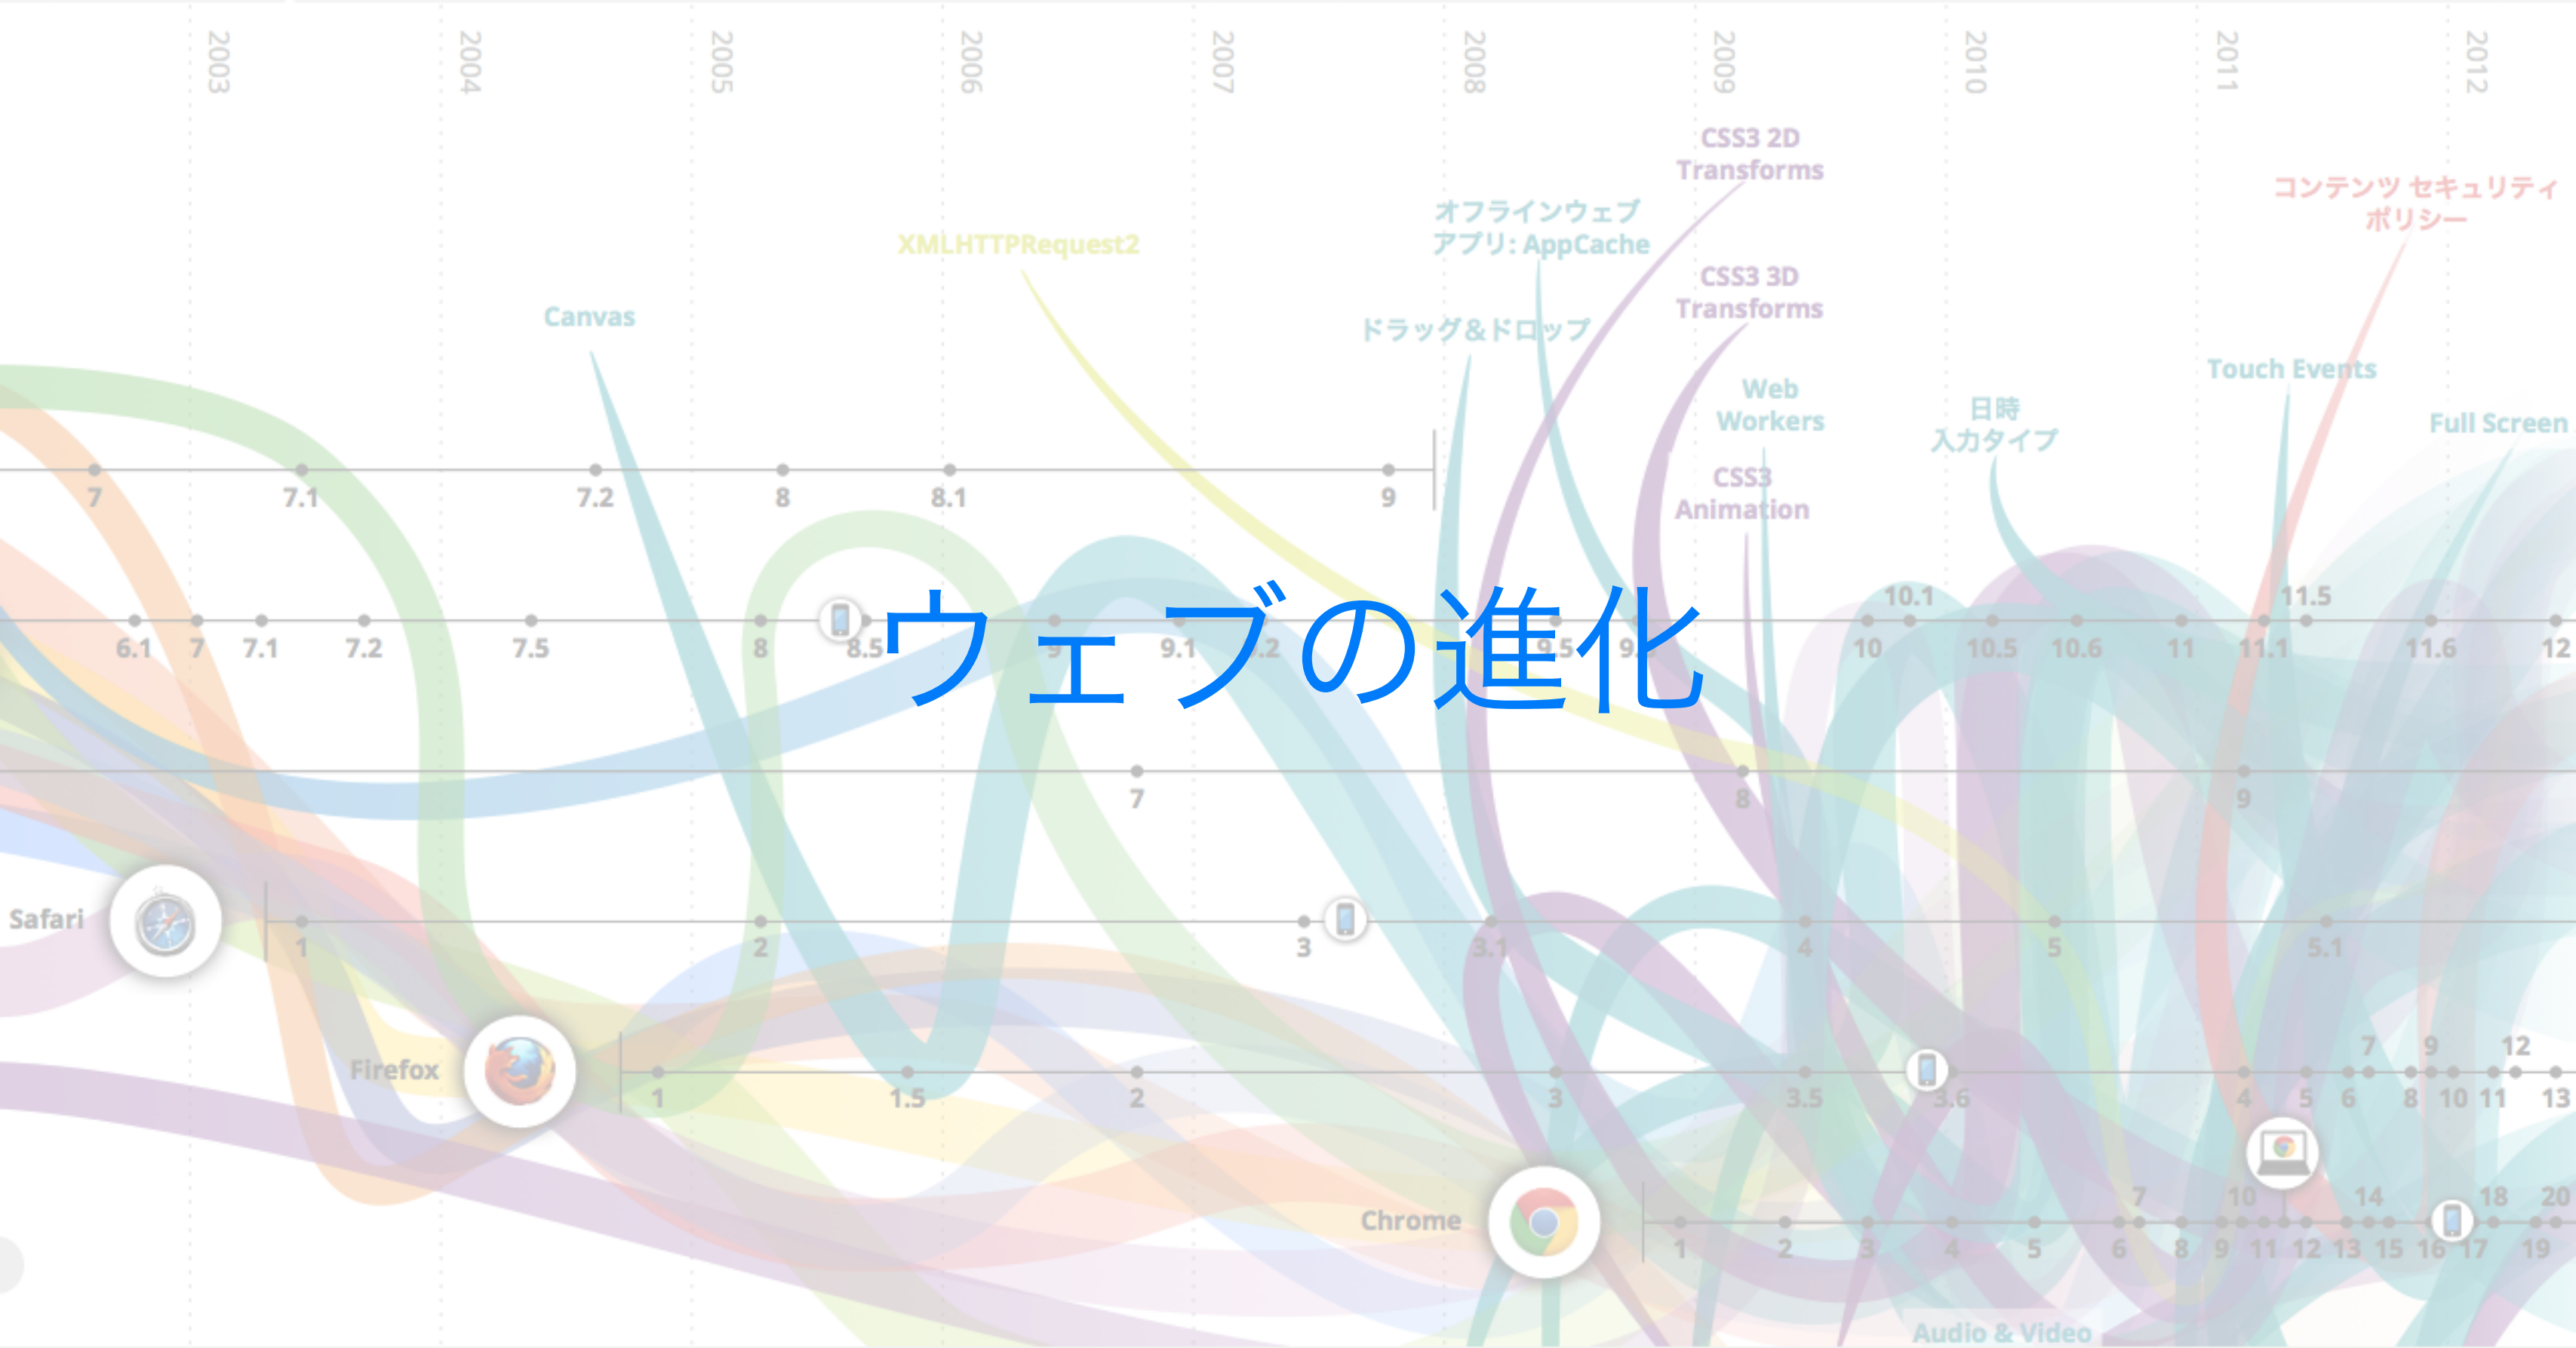 2003
2004
2005
2006
2007
2008
2009
2010
2011
2012
CSS3 2D
Transforms
コンテンツ セキュリティ
ポリシー
オフラインウェブ
アプリ: AppCache
XMLHTTPRequest2
CSS3 3D
Transforms
Canvas
ドラッグ&ドロップ
Touch Events
Web
Workers
日時
入力タイプ
Full Screen
CSS3
Animation
7 7.1 7.2 8 8.1 9
10.1 11.5
ウェブの進化
6.1 7 7.1 7.2 7.5 8 8.5 9 9.1 9.5 10 10.5 10.6 11 11.1 11.6 12
7 8 9
Safari
1 2 3 3.1 4 5 5.1
7 9 12
Firefox
1 1.5 2 3 3.5 3.6 4 5 6 8 10 11 13
7 10 14 18 20
Chrome
1 2 3 4 5 6 8 9 11 12 13 15 16 17 19
Audio & Video